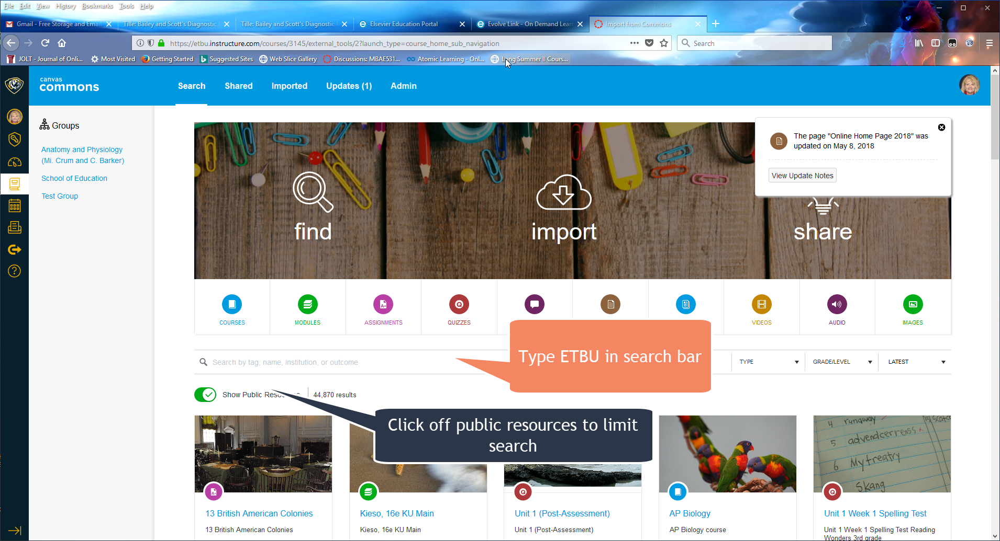 File Edit View History Bookmarks Tools Help
Gmail - Free Storage and Email
Tille: Bailey and Scott's Diagnostic
Tille: Bailey and Scott's Diagnostic
Elsevier Education Portal
Evolve Link - On Demand Lear
Import from Commons
https://etbu.instructure.com/courses/3145/external_tools/2?launch_type=course_home_sub_navigation
Search
JOLT - Journal of Onli...
Most Visited
Getting Started
Suggested Sites
Web Slice Gallery
Discussions: MBAE531...
Atomic Learning - Onl...
Long Summer II Cours...
canvas
commons
Search
Shared
Imported
Updates (1)
Admin
Groups
Anatomy and Physiology
(Mi. Crum and C. Barker)
School of Education
Test Group
The page "Online Home Page 2018" was
updated on May 8, 2018
View Update Notes
find
import
share
COURSES
MODULES
ASSIGNMENTS
QUIZZES
VIDEOS
AUDIO
IMAGES
Type ETBU in search bar
Search by tag, name, institution, or outcome
TYPE
GRADE/LEVEL
LATEST
Show Public
44,870 results
Click off public resources to limit
search
4 runaway
5 advendcerrenss
6 Mytreatry
Skang
13 British American Colonies
Kieso, 16e KU Main
Unit 1 (Post-Assessment)
AP Biology
Unit 1 Week 1 Spelling Test
13 British American Colonies
Kieso, 16e KU Main
Unit 1 (Post-Assessment)
AP Biology course
Unit 1 Week 1 Spelling Test Reading
Wonders 3rd grade